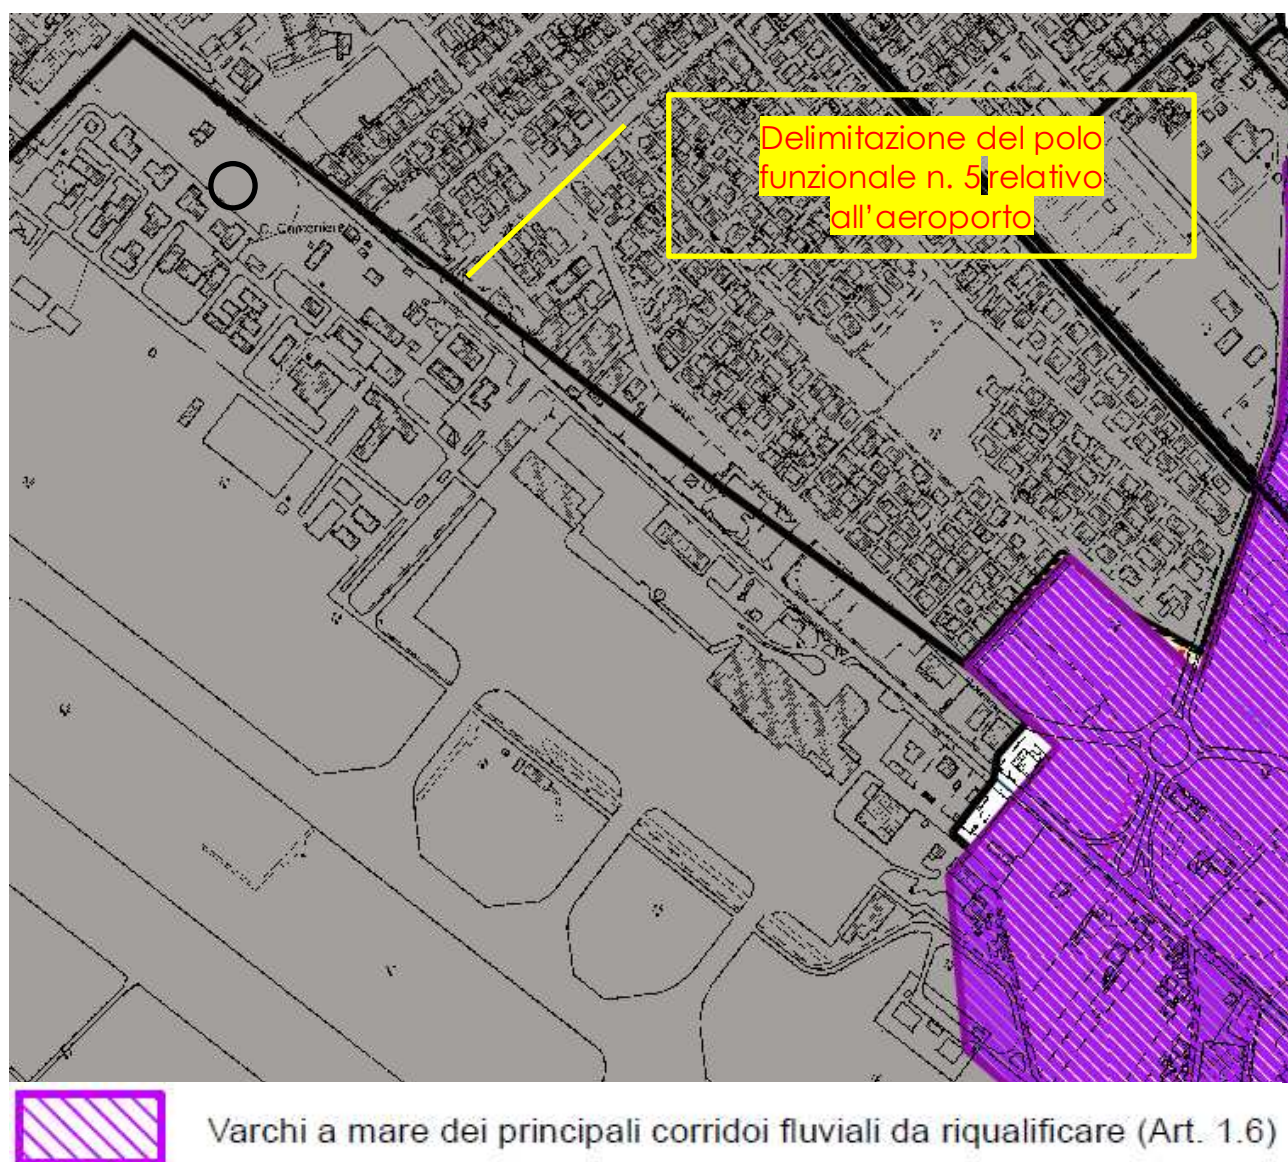 Delimitazione del polo
funzionale n. 5 relativo
all’aeroporto
Varchi a mare dei principali corridoi fluviali da riqualificare (Art. 1.6)